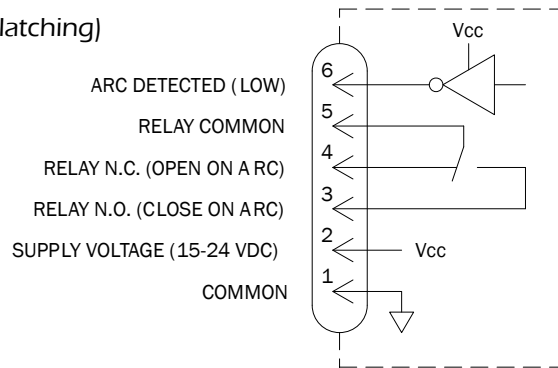 latching)
Vcc
ARC DETECTED (LOW) 6
RELAY COMMON 5
RELAY N.C. (OPEN ON ARC) 4
RELAY N.O. (CLOSE ON ARC) 3
SUPPLY VOLTAGE (15-24 VDC) 2 Vcc
COMMON 1